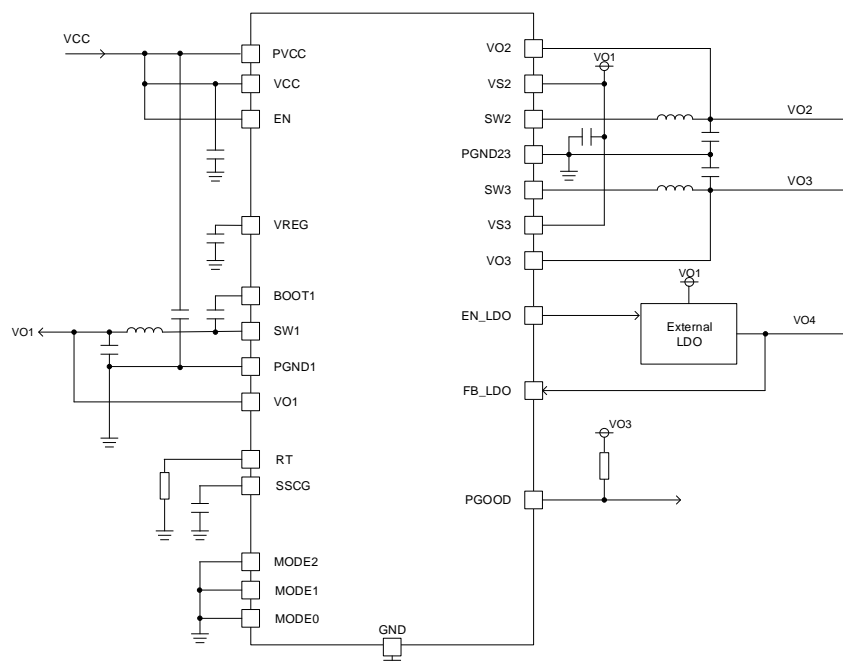 VCC
PVCC
VCC
EN
VREG
BOOT1
VO1
SW1
PGND1
VO1
RT
SSCG
MODE2
MODE1
MODE0
GND
VO2
VO1
VS2
SW2
VO2
PGND23
SW3
VO3
VS3
VO3
VO1
EN_LDO
External
LDO
VO4
FB_LDO
VO3
PGOOD